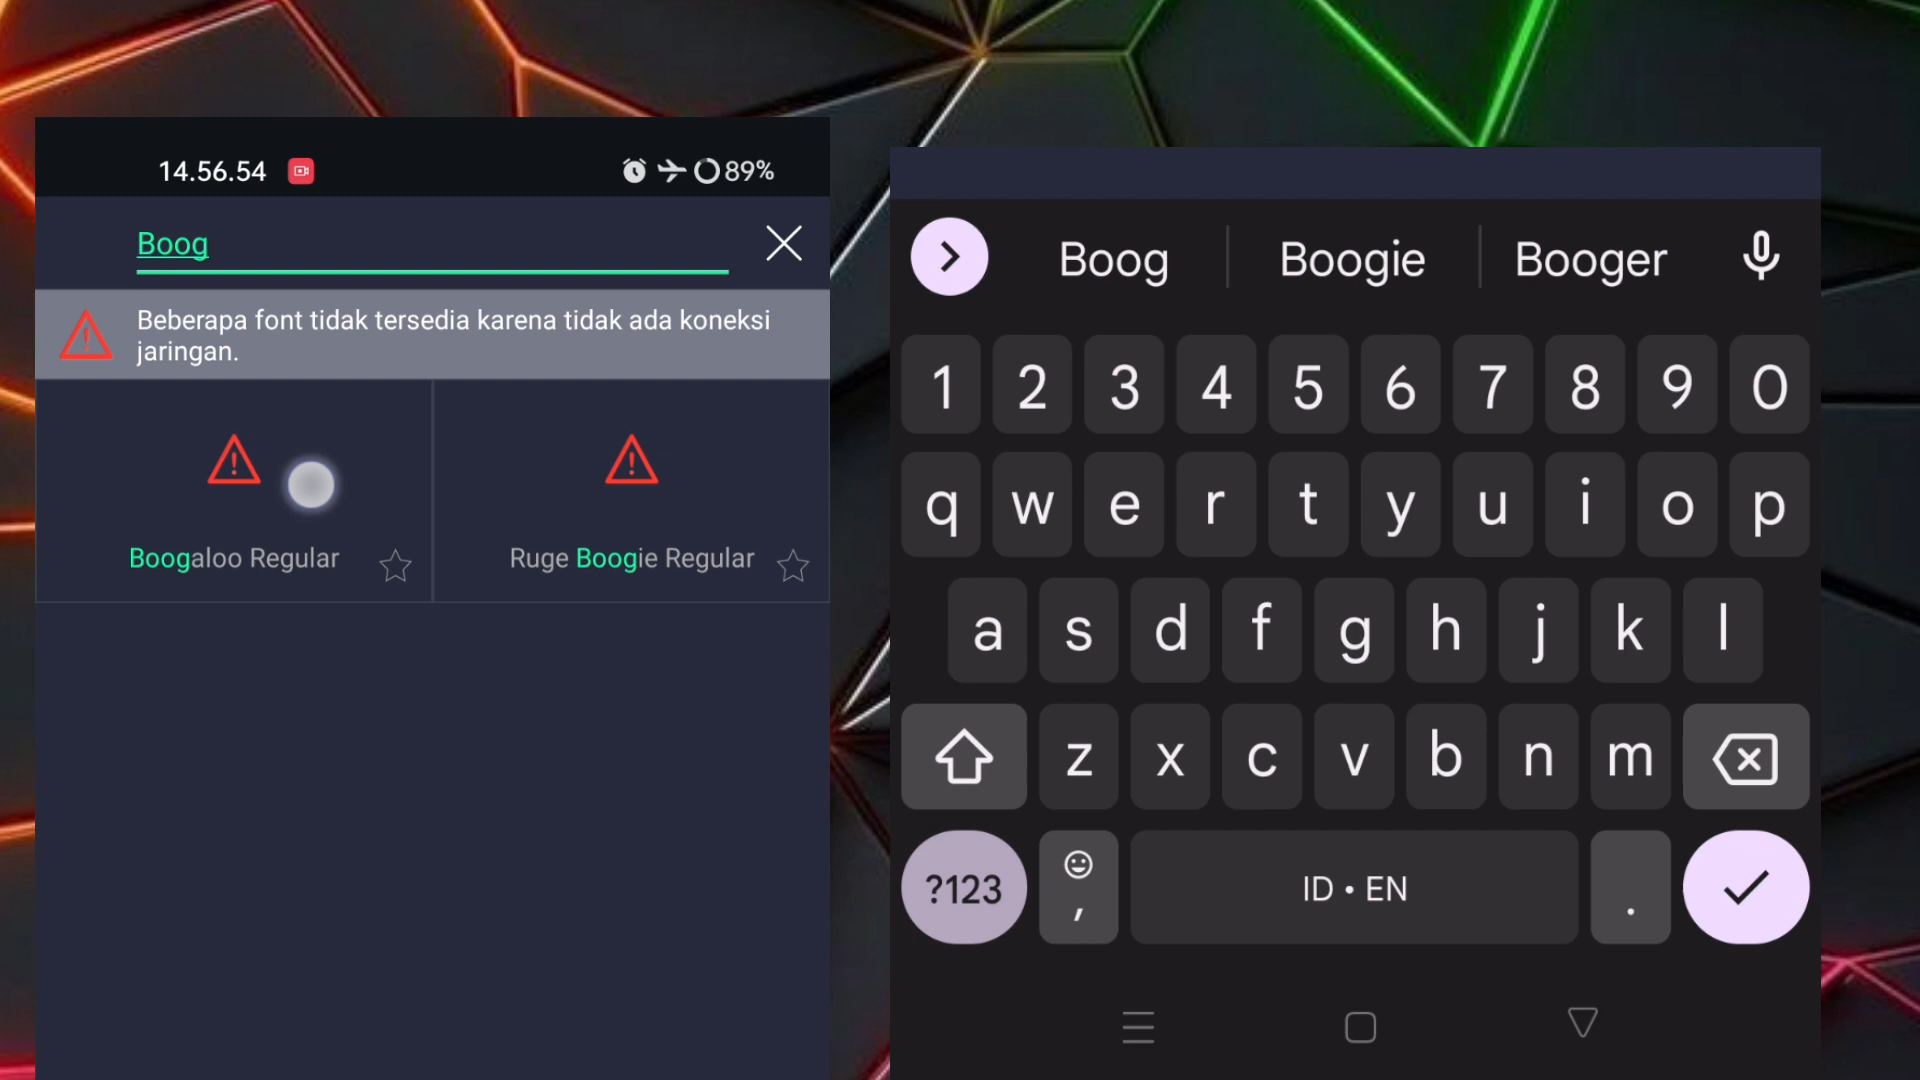 14.56.54
89%
Boog
Beberapa font tidak tersedia karena tidak ada koneksi
jaringan.
Boogaloo Regular
Ruge Boogie Regular
Boog
Boogie
Booger
1 2 3 4 5 6 7 8 9 0
q w e r t y u i o p
a s d f g h j k l
z x c v b n m
?123 , ID • EN .